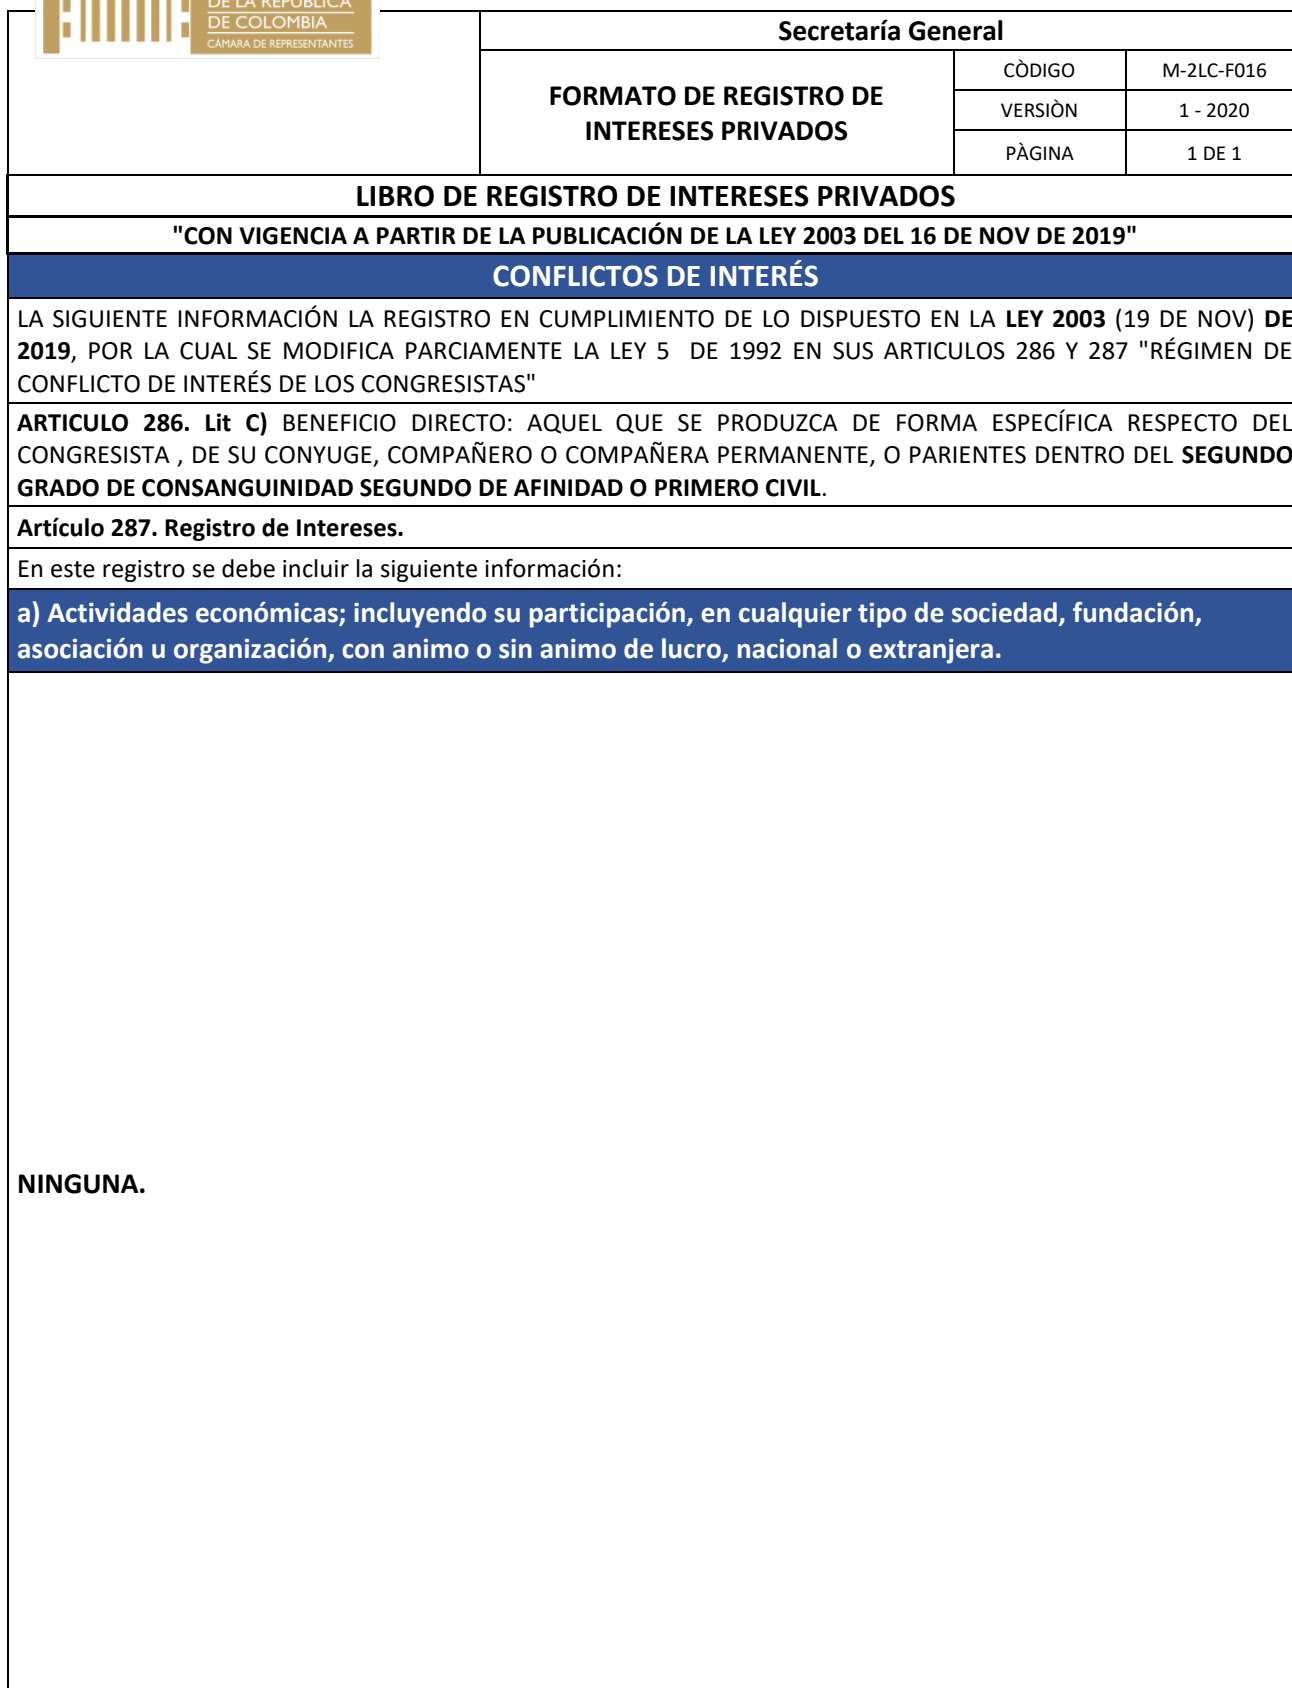 DE LA REPÚBLICA
DE COLOMBIA
CÁMARA DE REPRESENTANTES
Secretaría General
FORMATO DE REGISTRO DE
INTERESES PRIVADOS
CÒDIGO
M-2LC-F016
VERSIÒN
1 - 2020
PÀGINA
1 DE 1
LIBRO DE REGISTRO DE INTERESES PRIVADOS
"CON VIGENCIA A PARTIR DE LA PUBLICACIÓN DE LA LEY 2003 DEL 16 DE NOV DE 2019"
CONFLICTOS DE INTERÉS
LA SIGUIENTE INFORMACIÓN LA REGISTRO EN CUMPLIMIENTO DE LO DISPUESTO EN LA LEY 2003 (19 DE NOV) DE
2019, POR LA CUAL SE MODIFICA PARCIAMENTE LA LEY 5 DE 1992 EN SUS ARTICULOS 286 Y 287 "RÉGIMEN DE
CONFLICTO DE INTERÉS DE LOS CONGRESISTAS"
ARTICULO 286. Lit C) BENEFICIO DIRECTO: AQUEL QUE SE PRODUZCA DE FORMA ESPECÍFICA RESPECTO DEL
CONGRESISTA , DE SU CONYUGE, COMPAÑERO O COMPAÑERA PERMANENTE, O PARIENTES DENTRO DEL SEGUNDO
GRADO DE CONSANGUINIDAD SEGUNDO DE AFINIDAD O PRIMERO CIVIL.
Artículo 287. Registro de Intereses.
En este registro se debe incluir la siguiente información:
a) Actividades económicas; incluyendo su participación, en cualquier tipo de sociedad, fundación,
asociación u organización, con animo o sin animo de lucro, nacional o extranjera.
NINGUNA.